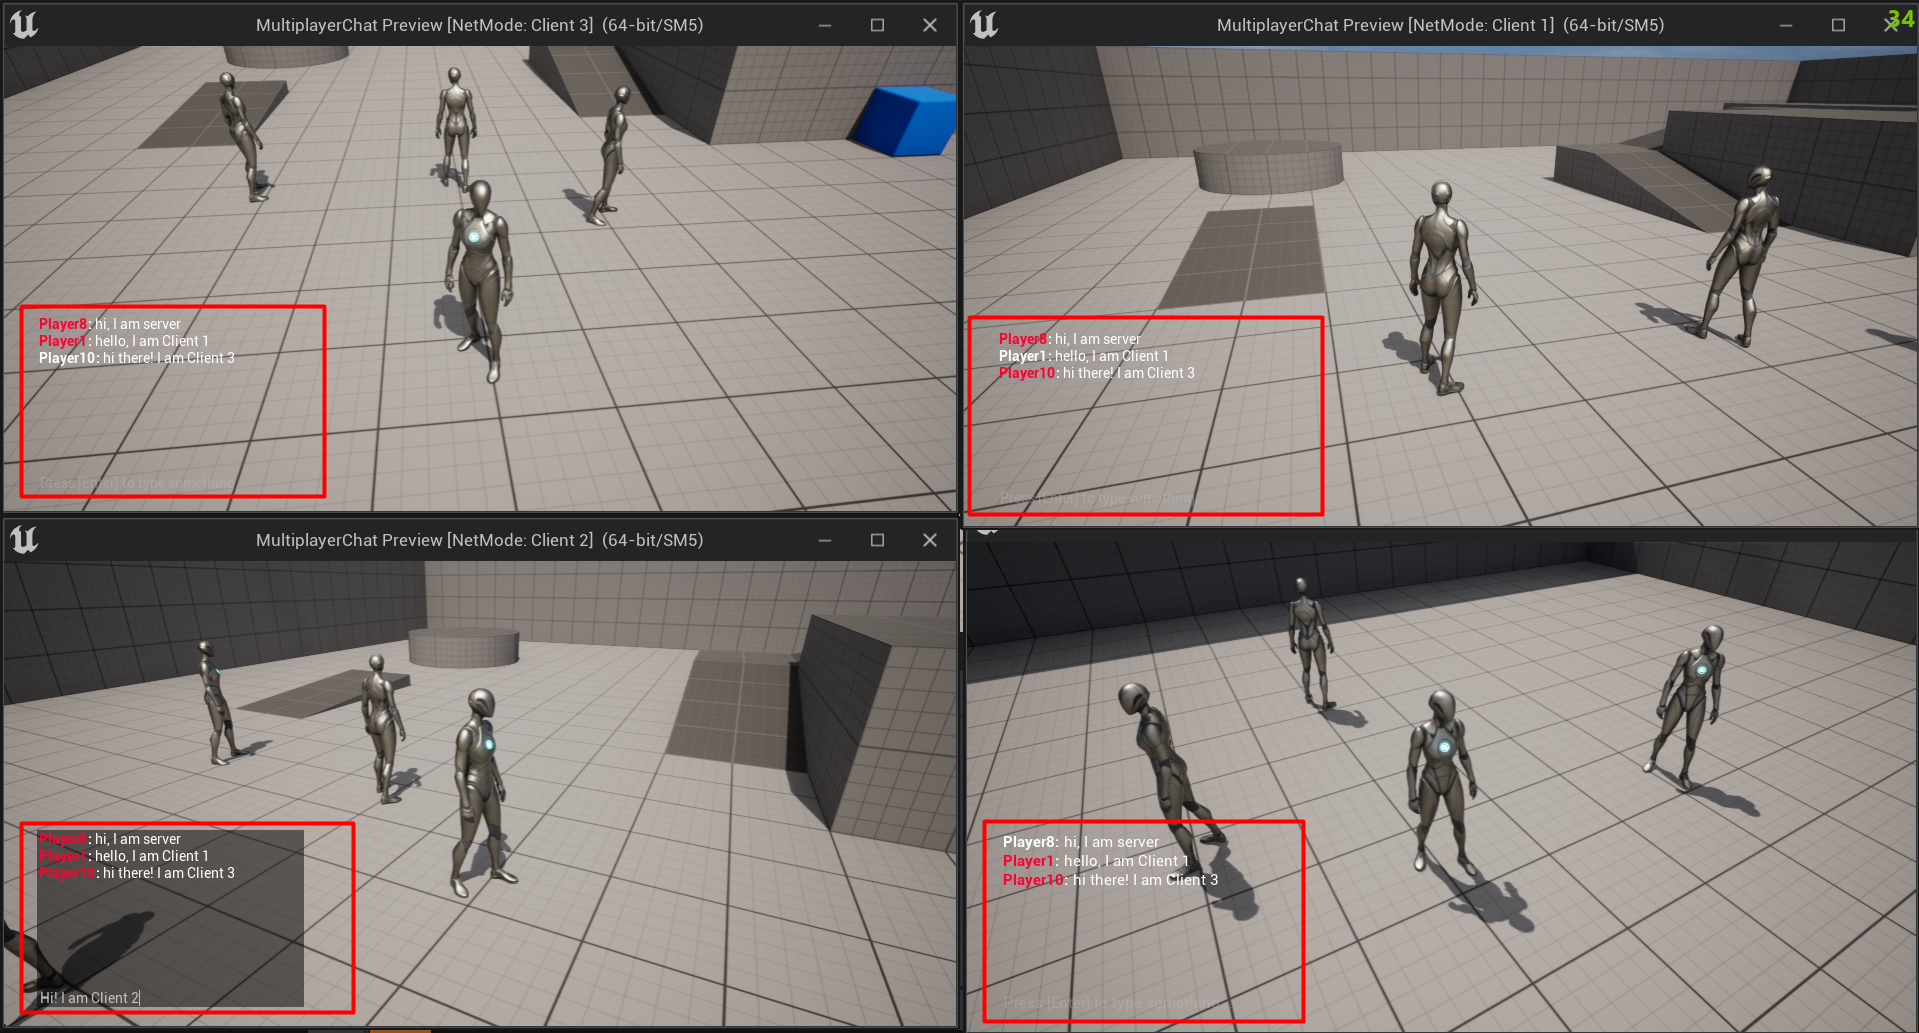 MultiplayerChat Preview [NetMode: Client 3] (64-bit/SM5)
Player8: hi, I am server
Player1: hello, I am Client 1
Player10: hi there! I am Client 3
Press [Enter] to type something
MultiplayerChat Preview [NetMode: Client 1] (64-bit/SM5)
34
Player8: hi, I am server
Player1: hello, I am Client 1
Player10: hi there! I am Client 3
Press [Enter] to type something
MultiplayerChat Preview [NetMode: Client 2] (64-bit/SM5)
Player8: hi, I am server
Player1: hello, I am Client 1
Player10: hi there! I am Client 3
Hi! I am Client 2
Player8: hi, I am server
Player1: hello, I am Client 1
Player10: hi there! I am Client 3
Press [Enter] to type something